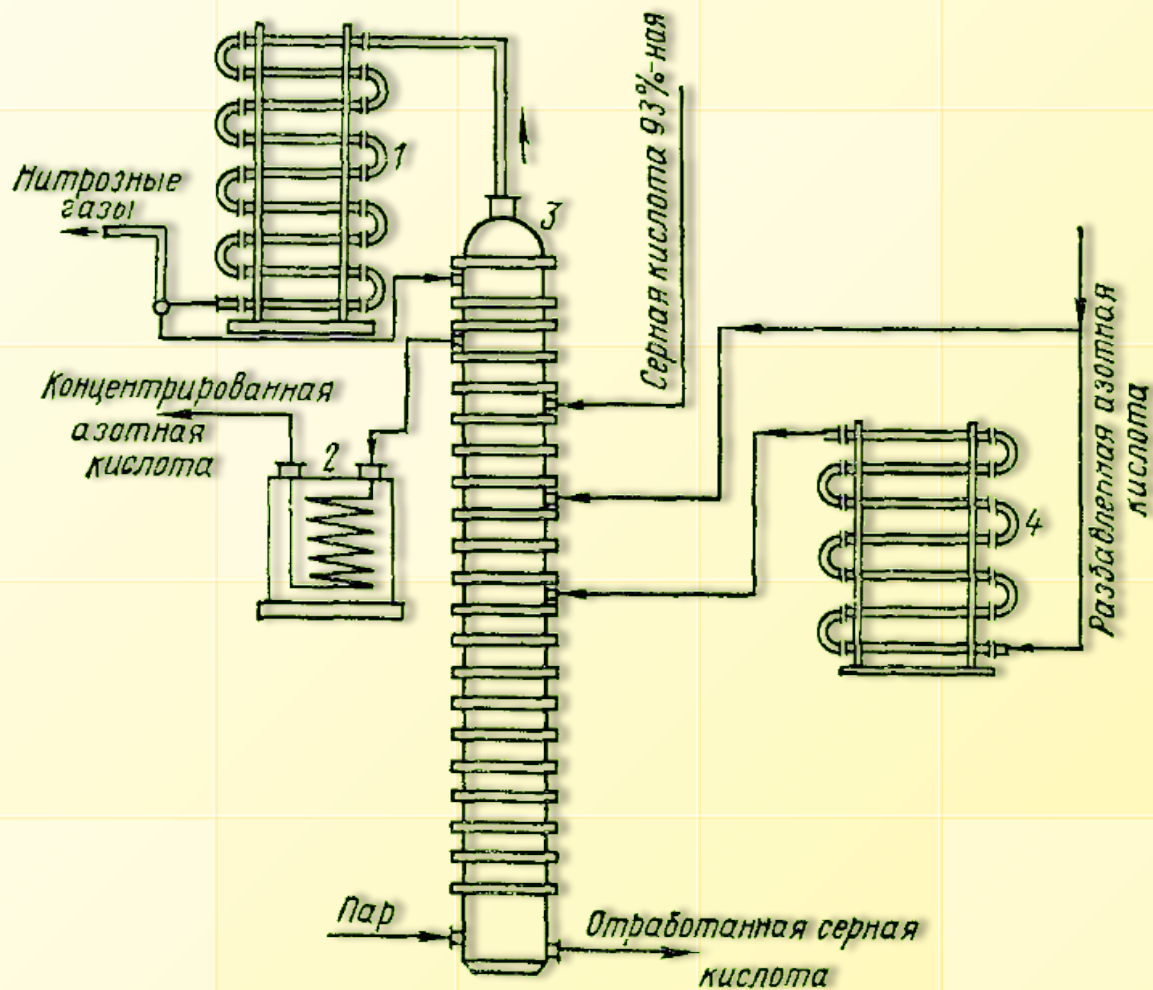 1
Серная кислота 93%-ная
Нитрозные
газы
3
Концентрированная
азотная
кислота
2
4
Разбавленная азотная
кислота
Пар
Отработанная серная
кислота